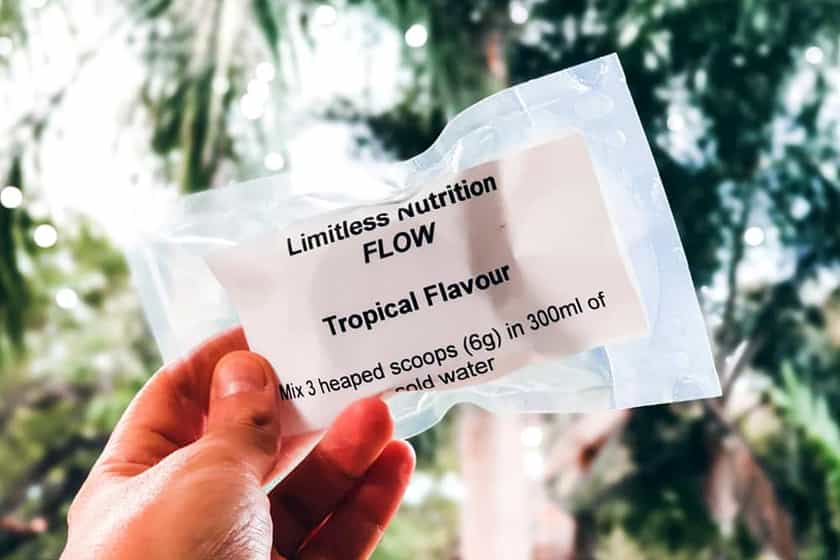 Limitless Nutrition
FLOW
Tropical Flavour
Mix 3 heaped scoops (6g) in 300ml of
cold water